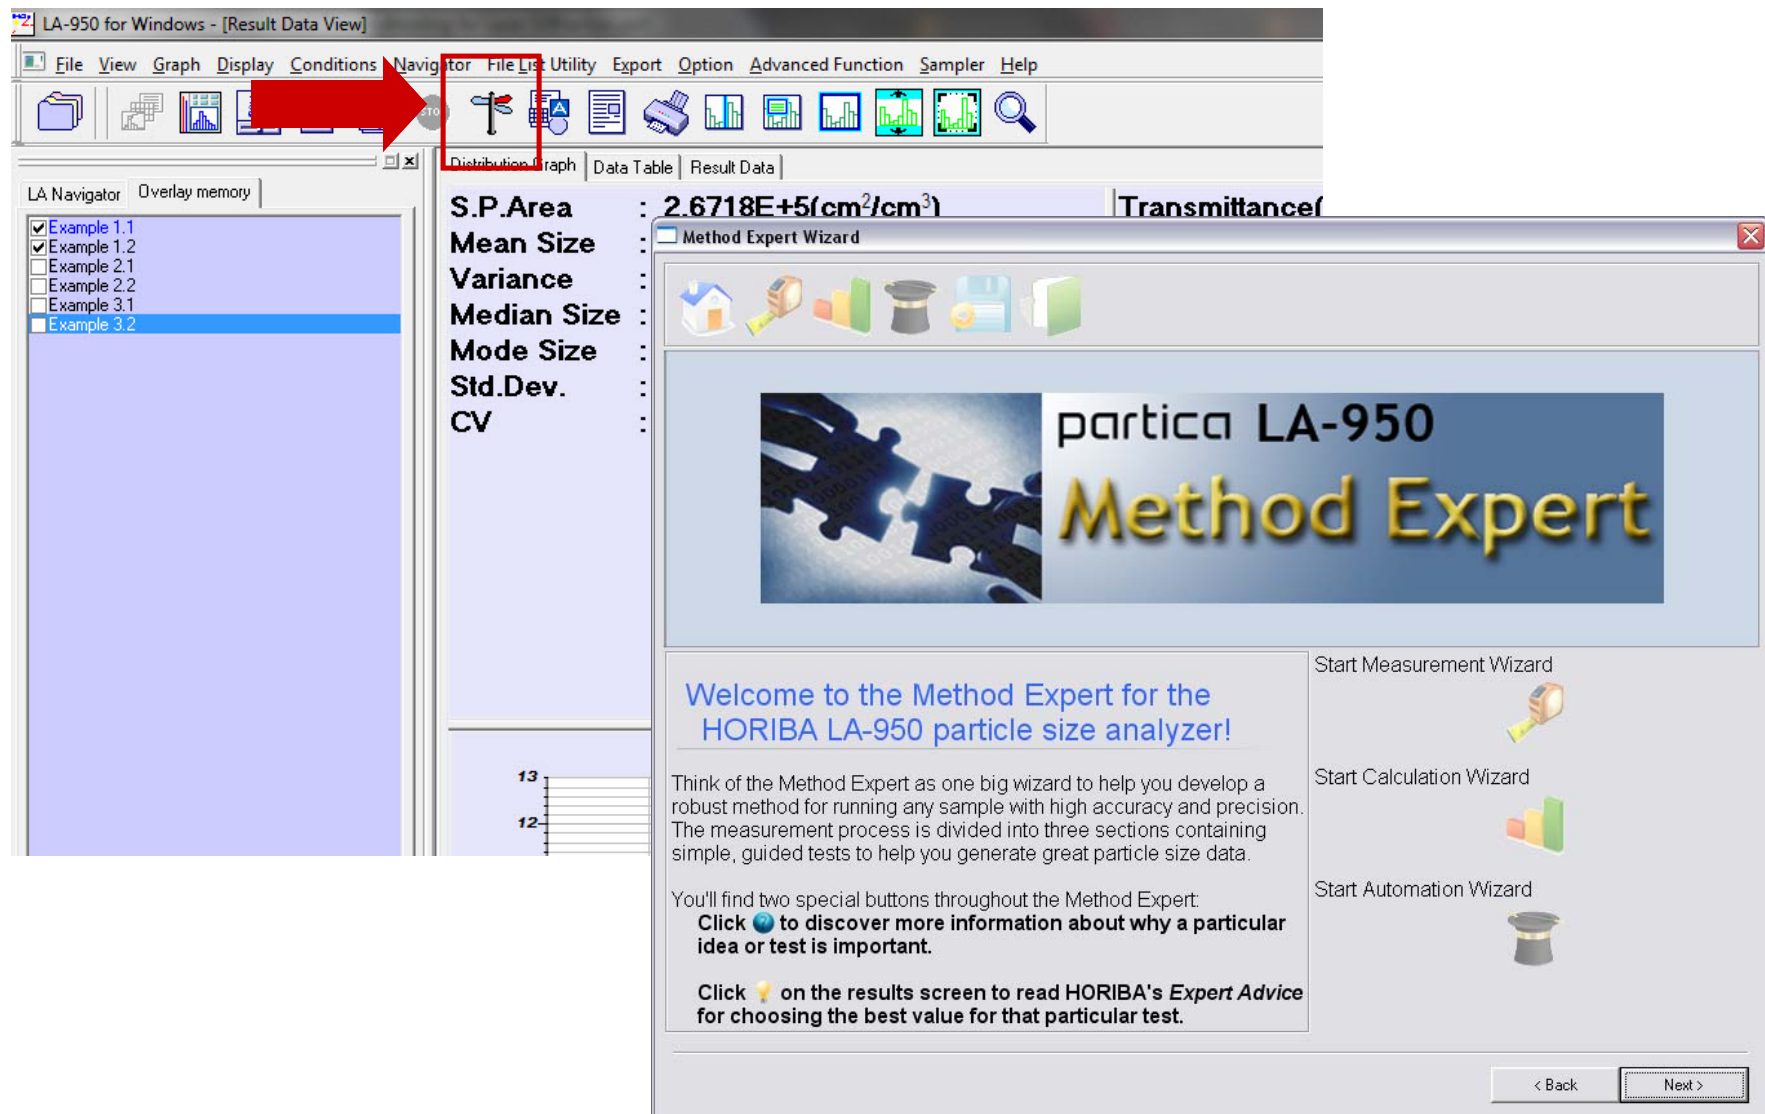 LA-950 for Windows - [Result Data View]
File View Graph Display Conditions Navigator File List Utility Export Option Advanced Function Sampler Help
Distribution Graph Data Table Result Data
LA Navigator Overlay memory
Example 1.1
Example 1.2
Example 2.1
Example 2.2
Example 3.1
Example 3.2
S.P.Area : 2.6718E+5(cm2/cm3) Transmittance(
Mean Size :
Variance :
Median Size :
Mode Size :
Std.Dev. :
CV :
13
12
Method Expert Wizard
partica LA-950
Method Expert
Welcome to the Method Expert for the
HORIBA LA-950 particle size analyzer!
Think of the Method Expert as one big wizard to help you develop a
robust method for running any sample with high accuracy and precision.
The measurement process is divided into three sections containing
simple, guided tests to help you generate great particle size data.
You'll find two special buttons throughout the Method Expert:
Click ? to discover more information about why a particular
idea or test is important.
Click on the results screen to read HORIBA's Expert Advice
for choosing the best value for that particular test.
Start Measurement Wizard
Start Calculation Wizard
Start Automation Wizard
< Back Next >